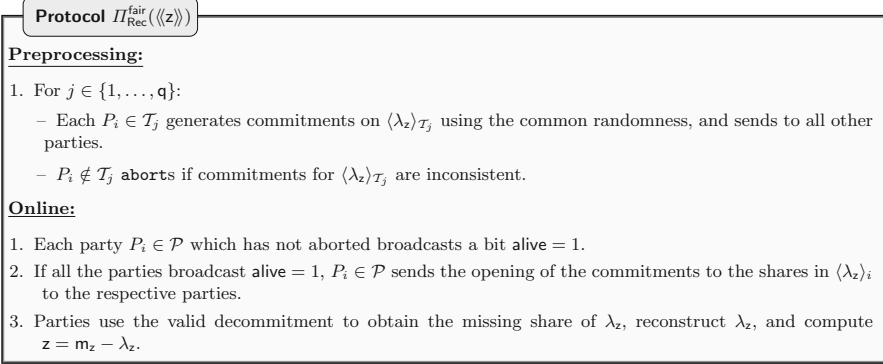 Protocol Π^fair_Rec(⟪z⟫)
Preprocessing:
1. For j ∈ {1, . . . , q}:
– Each P_i ∈ 𝒯_j generates commitments on ⟨λ_z⟩_𝒯_j using the common randomness, and sends to all other
parties.
– P_i ∉ 𝒯_j aborts if commitments for ⟨λ_z⟩_𝒯_j are inconsistent.
Online:
1. Each party P_i ∈ 𝒫 which has not aborted broadcasts a bit alive = 1.
2. If all the parties broadcast alive = 1, P_i ∈ 𝒫 sends the opening of the commitments to the shares in ⟨λ_z⟩_i
to the respective parties.
3. Parties use the valid decommitment to obtain the missing share of λ_z, reconstruct λ_z, and compute
z = m_z − λ_z.